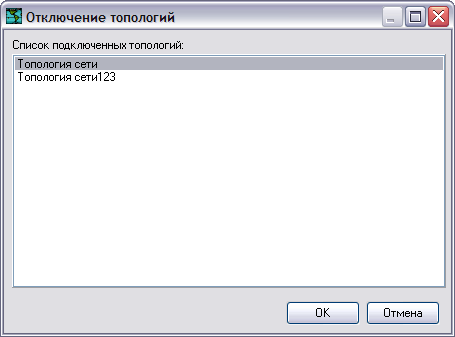 Отключение топологий
Список подключенных топологий:
Топология сети
Топология сети123
OK
Отмена